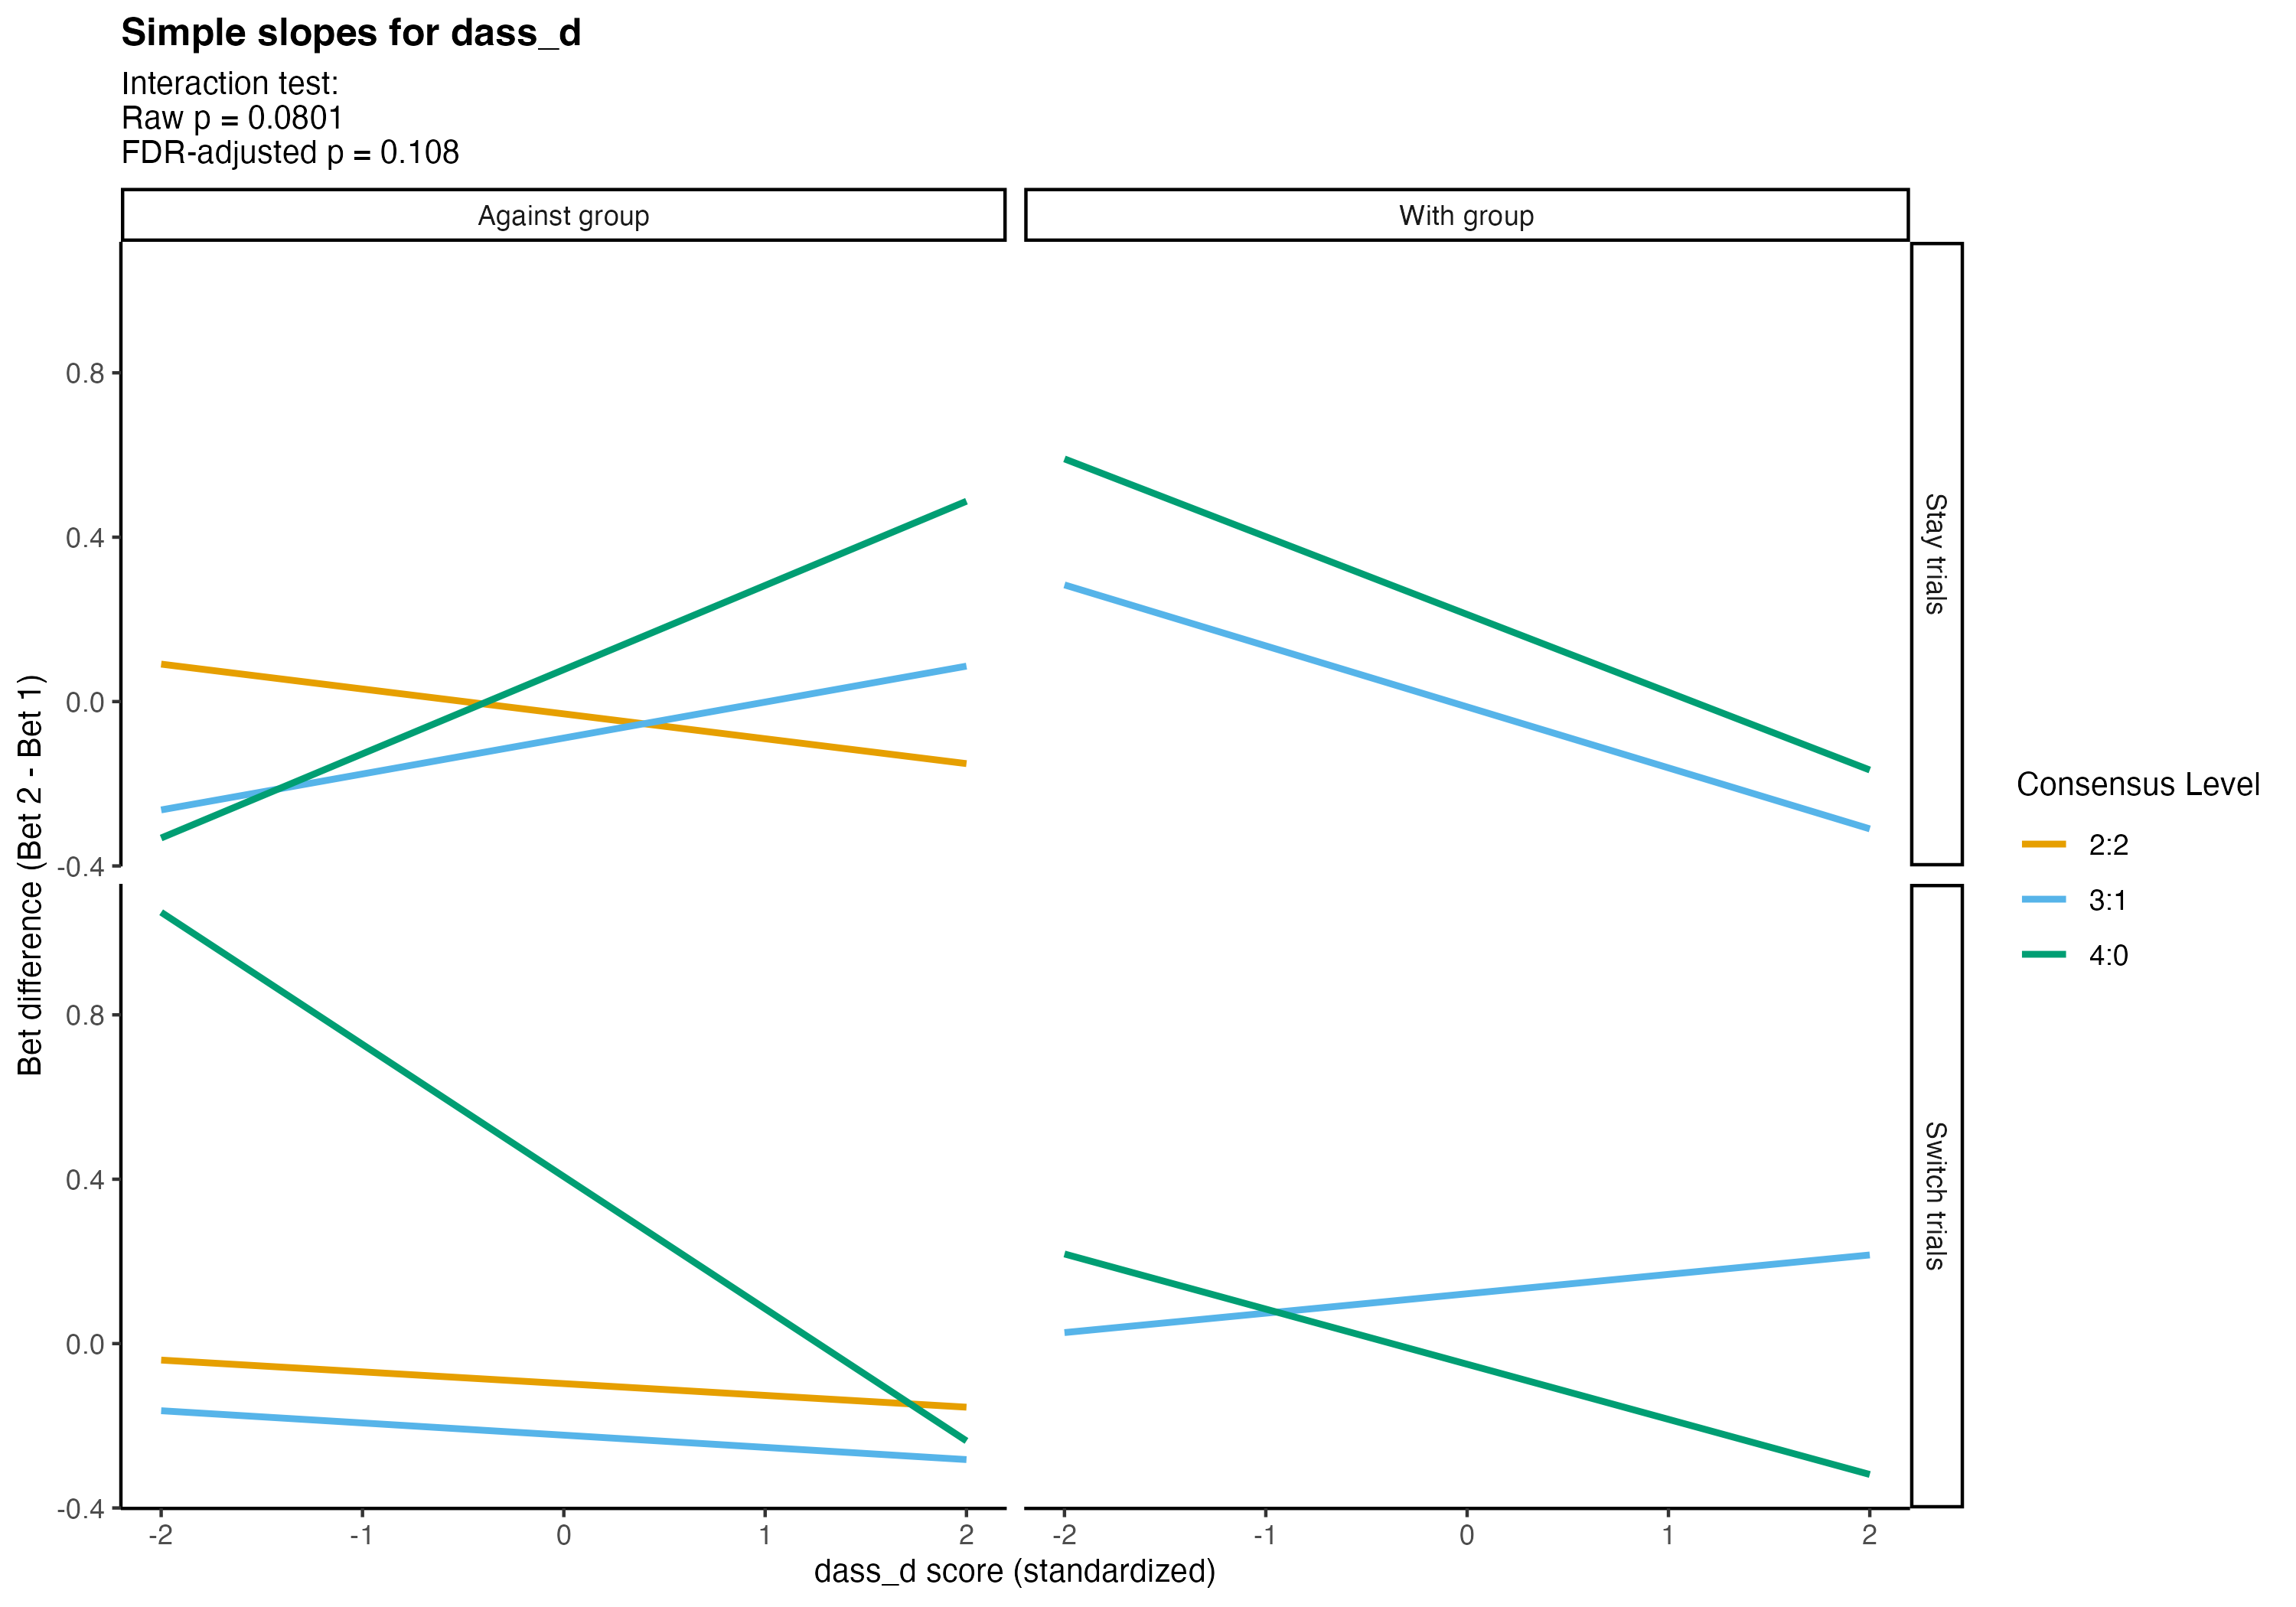 Simple slopes for dass_d
Interaction test:
Raw p = 0.0801
FDR-adjusted p = 0.108
Against group
With group
Stay trials
Switch trials
Bet difference (Bet 2 - Bet 1)
0.8
0.4
0.0
-0.4
0.8
0.4
0.0
-0.4
-2
-1
0
1
2
-2
-1
0
1
2
dass_d score (standardized)
Consensus Level
2:2
3:1
4:0